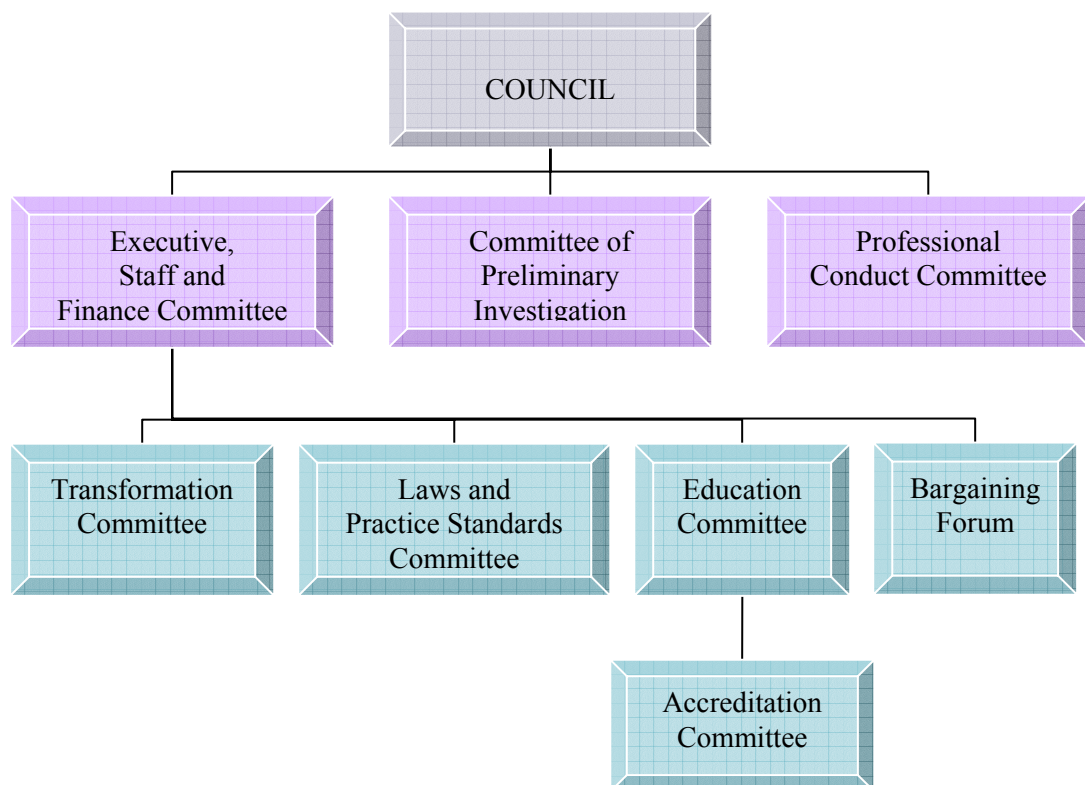 COUNCIL
Executive,
Staff and
Finance Committee
Committee of
Preliminary
Investigation
Professional
Conduct Committee
Transformation
Committee
Laws and
Practice Standards
Committee
Education
Committee
Bargaining
Forum
Accreditation
Committee